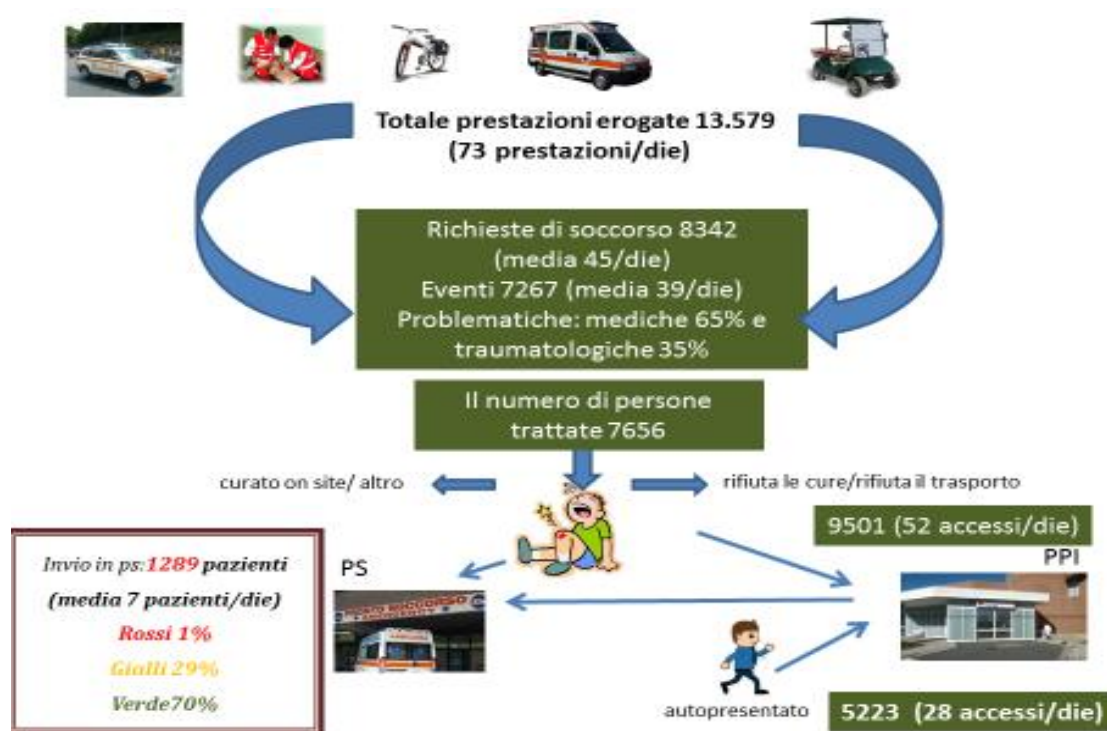 Totale prestazioni erogate 13.579
(73 prestazioni/die)
Richieste di soccorso 8342
(media 45/die)
Eventi 7267 (media 39/die)
Problematiche: mediche 65% e
traumatologiche 35%
Il numero di persone
trattate 7656
curato on site/ altro
rifiuta le cure/rifiuta il trasporto
9501 (52 accessi/die)
PPI
PS
Invio in ps:1289 pazienti
(media 7 pazienti/die)
Rossi 1%
Gialli 29%
Verde70%
autopresentato
5223 (28 accessi/die)